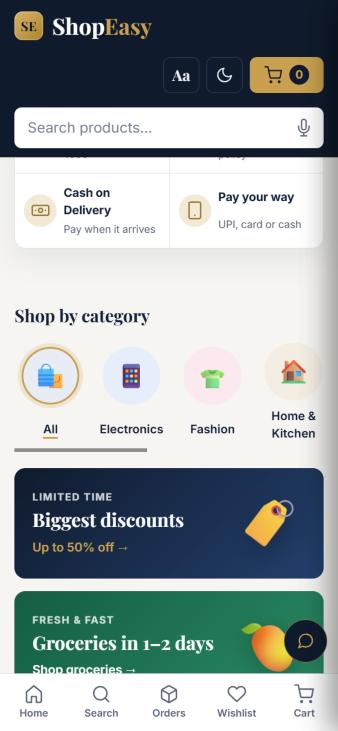 SE ShopEasy
Aa
0
Search products...
Cash on
Delivery
Pay when it arrives
Pay your way
UPI, card or cash
Shop by category
All
Electronics
Fashion
Home &
Kitchen
LIMITED TIME
Biggest discounts
Up to 50% off →
FRESH & FAST
Groceries in 1–2 days
Shop groceries →
Home
Search
Orders
Wishlist
Cart